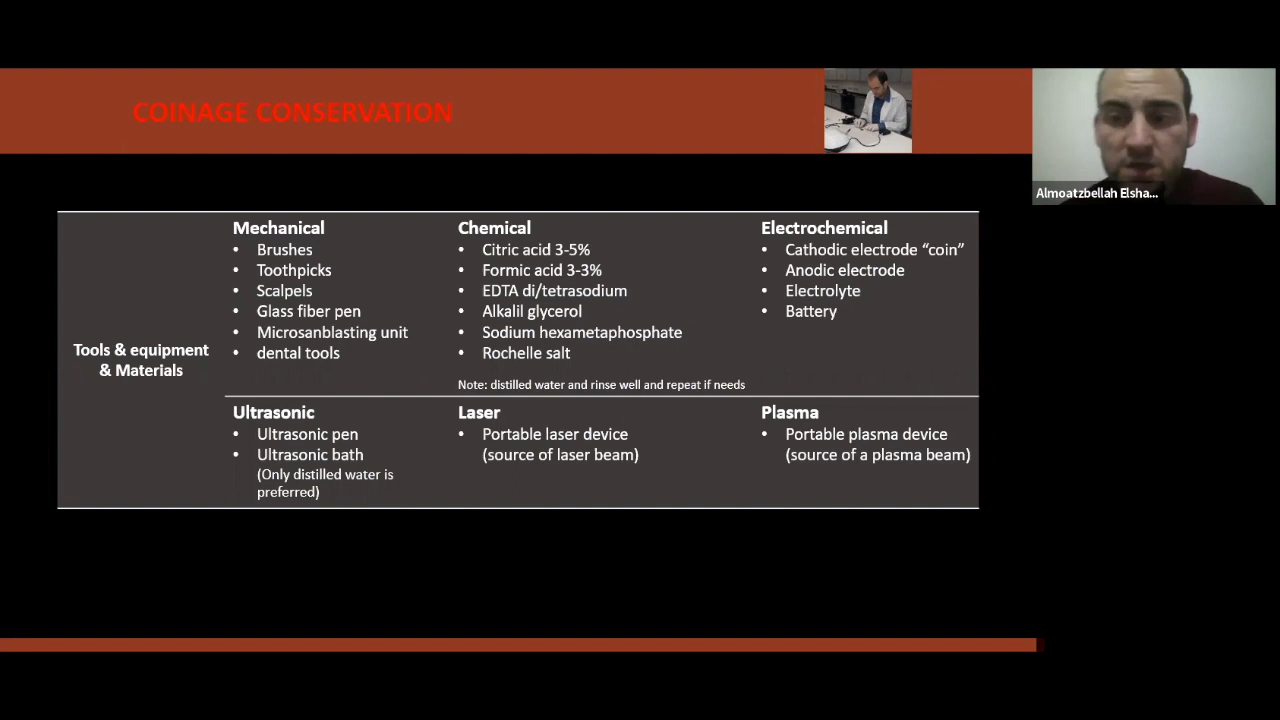 COINAGE CONSERVATION
Almoatzbellah Elsha...
Tools & equipment
& Materials
Mechanical
• Brushes
• Toothpicks
• Scalpels
• Glass fiber pen
• Microsanblasting unit
• dental tools
Chemical
• Citric acid 3-5%
• Formic acid 3-3%
• EDTA di/tetrasodium
• Alkalil glycerol
• Sodium hexametaphosphate
• Rochelle salt
Note: distilled water and rinse well and repeat if needs
Electrochemical
• Cathodic electrode “coin”
• Anodic electrode
• Electrolyte
• Battery
Ultrasonic
• Ultrasonic pen
• Ultrasonic bath
(Only distilled water is
preferred)
Laser
• Portable laser device
(source of laser beam)
Plasma
• Portable plasma device
(source of a plasma beam)